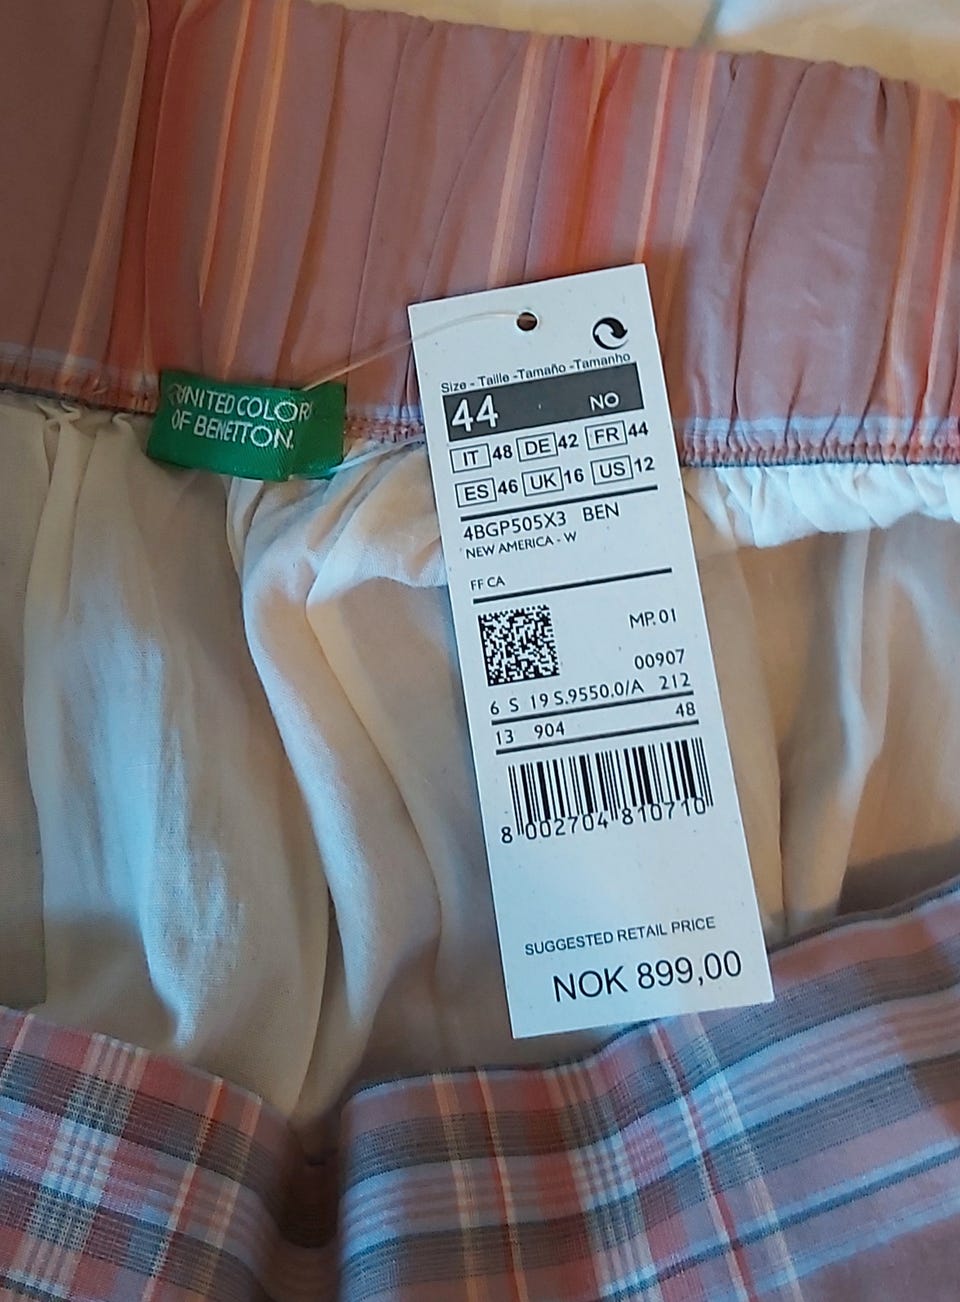 UNITED COLORS
OF BENETTON.
Size - Taille - Tamaño - Tamanho
44 NO
IT 48 DE 42 FR 44
ES 46 UK 16 US 12
4BGP505X3 BEN
NEW AMERICA - W
FF CA
MP.01
00907
6 S 19 S.9550.0/A 212
13 904 48
8 002704 810710
SUGGESTED RETAIL PRICE
NOK 899,00